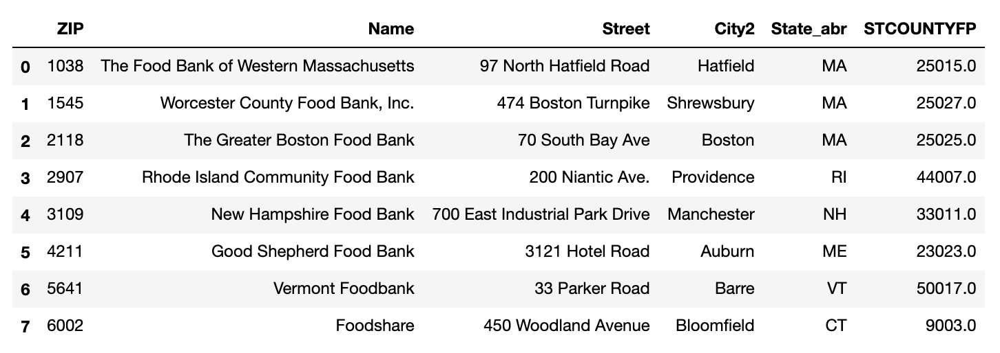 ZIP Name Street City2 State_abr STCOUNTYFP
0 1038 The Food Bank of Western Massachusetts 97 North Hatfield Road Hatfield MA 25015.0
1 1545 Worcester County Food Bank, Inc. 474 Boston Turnpike Shrewsbury MA 25027.0
2 2118 The Greater Boston Food Bank 70 South Bay Ave Boston MA 25025.0
3 2907 Rhode Island Community Food Bank 200 Niantic Ave. Providence RI 44007.0
4 3109 New Hampshire Food Bank 700 East Industrial Park Drive Manchester NH 33011.0
5 4211 Good Shepherd Food Bank 3121 Hotel Road Auburn ME 23023.0
6 5641 Vermont Foodbank 33 Parker Road Barre VT 50017.0
7 6002 Foodshare 450 Woodland Avenue Bloomfield CT 9003.0